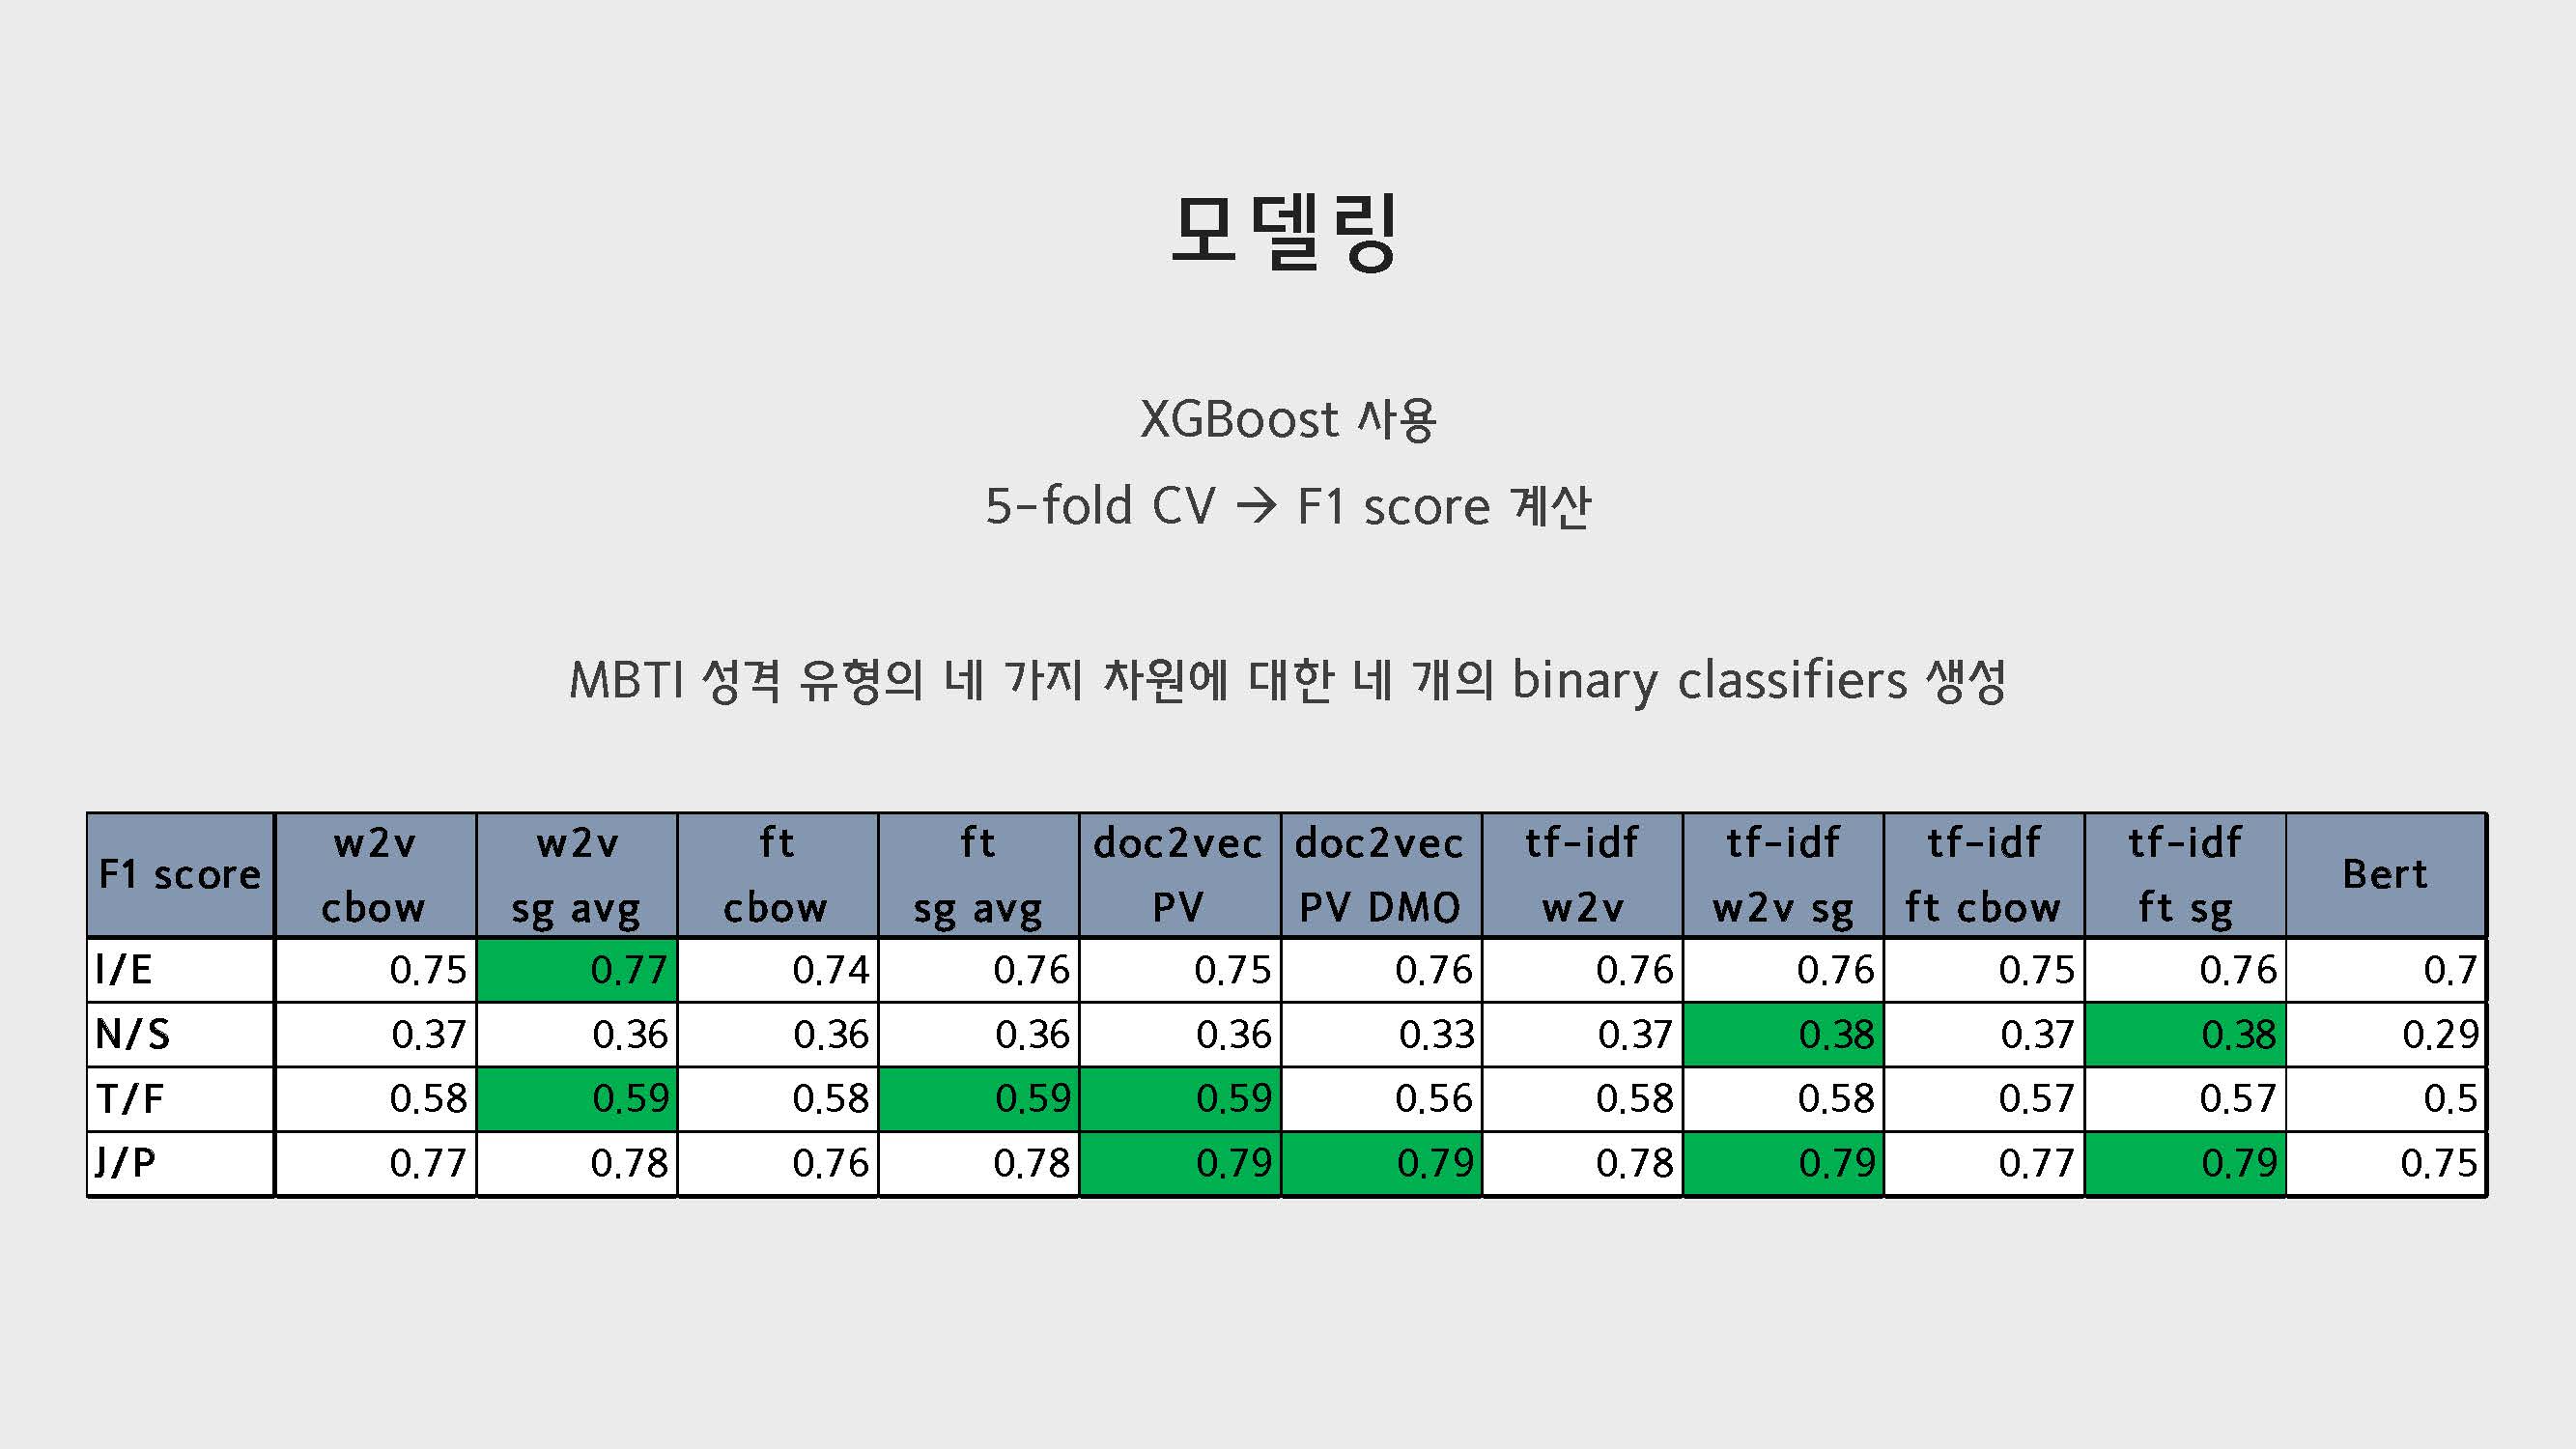 모델링
XGBoost 사용
5-fold CV → F1 score 계산
MBTI 성격 유형의 네 가지 차원에 대한 네 개의 binary classifiers 생성
F1 score w2v cbow w2v sg avg ft cbow ft sg avg doc2vec PV doc2vec PV DMO tf-idf w2v tf-idf w2v sg tf-idf ft cbow tf-idf ft sg Bert
I/E 0.75 0.77 0.74 0.76 0.75 0.76 0.76 0.76 0.75 0.76 0.7
N/S 0.37 0.36 0.36 0.36 0.36 0.33 0.37 0.38 0.37 0.38 0.29
T/F 0.58 0.59 0.58 0.59 0.59 0.56 0.58 0.58 0.57 0.57 0.5
J/P 0.77 0.78 0.76 0.78 0.79 0.79 0.78 0.79 0.77 0.79 0.75